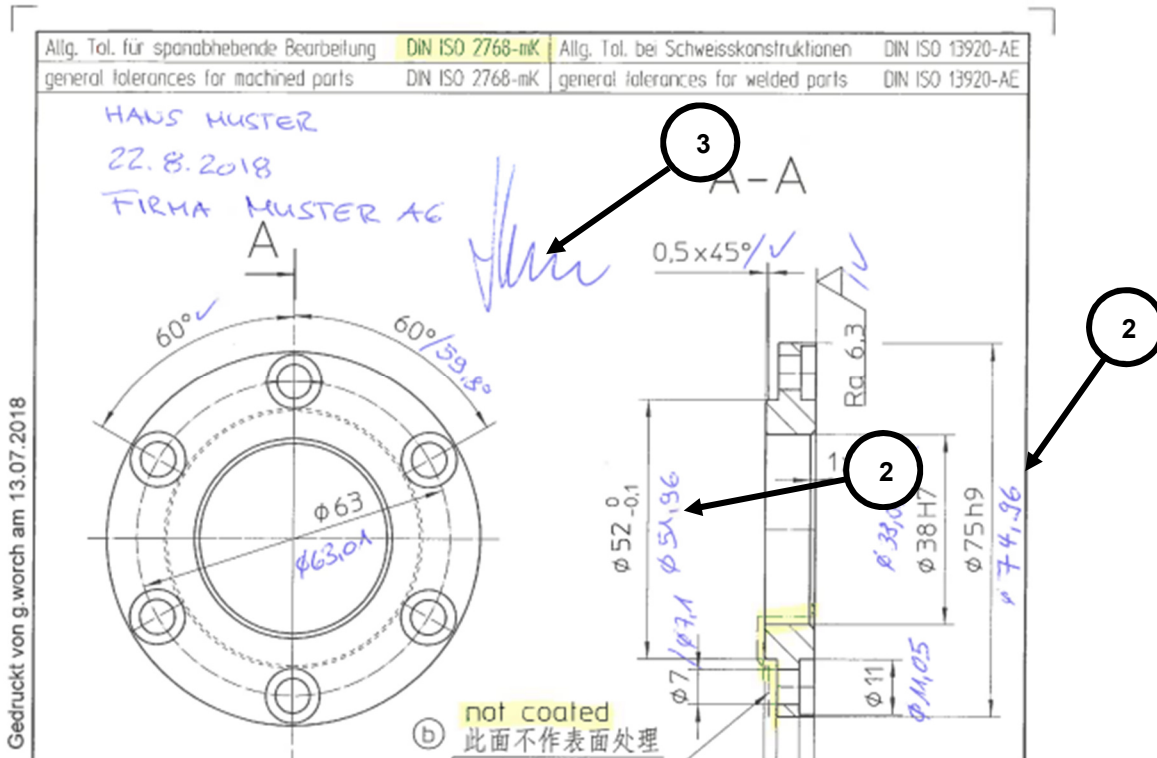 Allg. Tol. für spanabhebende Bearbeitung DIN ISO 2768-mK Allg. Tol. bei Schweisskonstruktionen DIN ISO 13920-AE
general tolerances for machined parts DIN ISO 2768-mK general tolerances for welded parts DIN ISO 13920-AE
HANS MUSTER
22.8.2018
FIRMA MUSTER AG
3
A-A
A
0,5x45°/✓
✓
60°✓
60°/59,8°
2
Ra 6,3
Gedruckt von g.worch am 13.07.2018
ϕ63
ϕ63,01
ϕ52 0 -0,1
ϕ51,96
2
1
ϕ38H7
ϕ75h9
ϕ74,96
ϕ7/ϕ7,1
ϕ11
ϕ11,05
not coated
b 此面不作表面处理